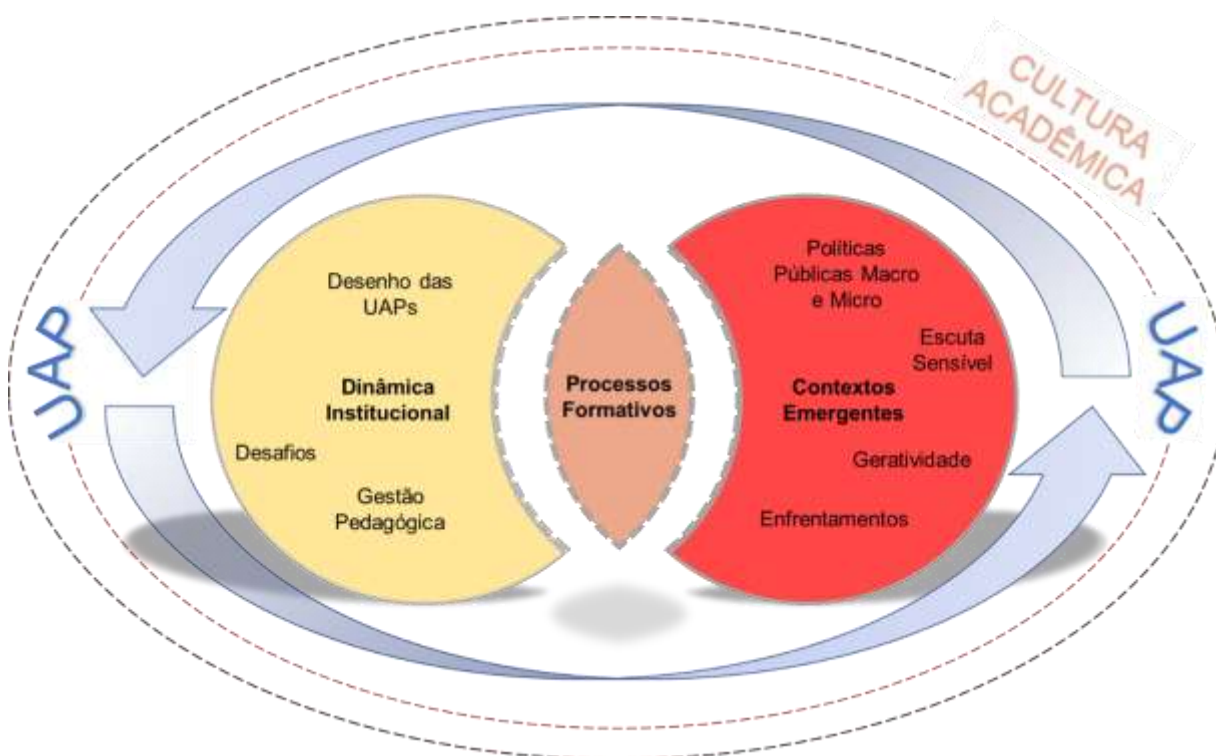 CULTURA
ACADÊMICA
UAP
UAP
Desenho das
UAPs
Dinâmica
Institucional
Desafios
Gestão
Pedagógica
Processos
Formativos
Políticas
Públicas Macro
e Micro
Escuta
Sensível
Contextos
Emergentes
Geratividade
Enfrentamentos